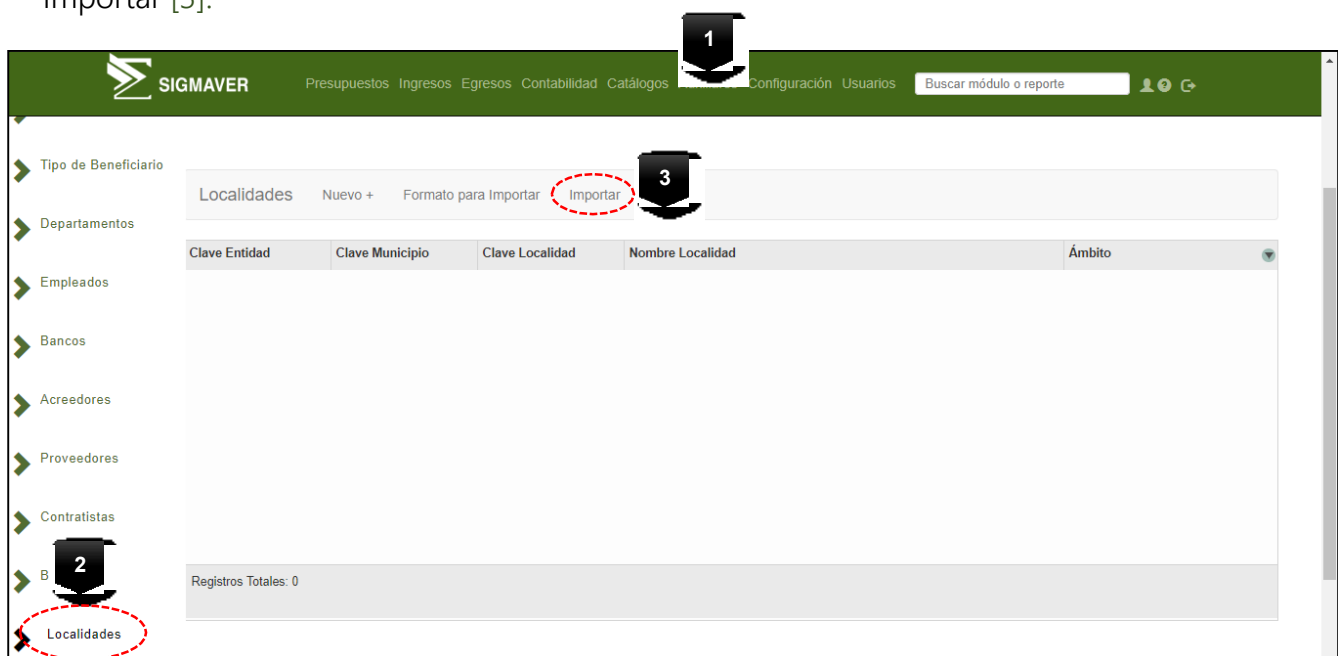 Importar [3].
1
SIGMAVER Presupuestos Ingresos Egresos Contabilidad Catálogos Configuración Usuarios Buscar módulo o reporte
Tipo de Beneficiario
Localidades Nuevo + Formato para Importar Importar 3
Departamentos
Clave Entidad Clave Municipio Clave Localidad Nombre Localidad Ámbito
Empleados
Bancos
Acreedores
Proveedores
Contratistas
B 2
Registros Totales: 0
Localidades